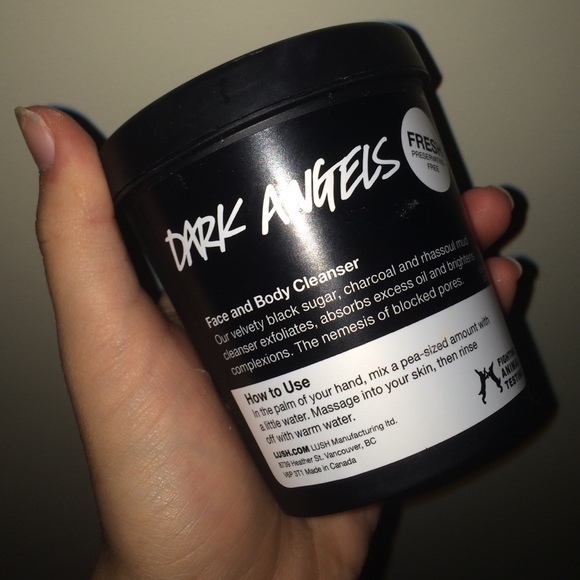 FRESH
PRESERVATIVE
FREE
DARK ANGELS
Face and Body Cleanser
Our velvety black sugar, charcoal and rhassoul mud
cleanser exfoliates, absorbs excess oil and brightens
complexions. The nemesis of blocked pores.
How to Use
In the palm of your hand, mix a pea-sized amount with
a little water. Massage into your skin, then rinse
off with warm water.
FIGHTING
ANIMAL
TESTING
LUSH.COM LUSH Manufacturing ltd.
8739 Heather St. Vancouver, BC
V6P 3T1 Made in Canada